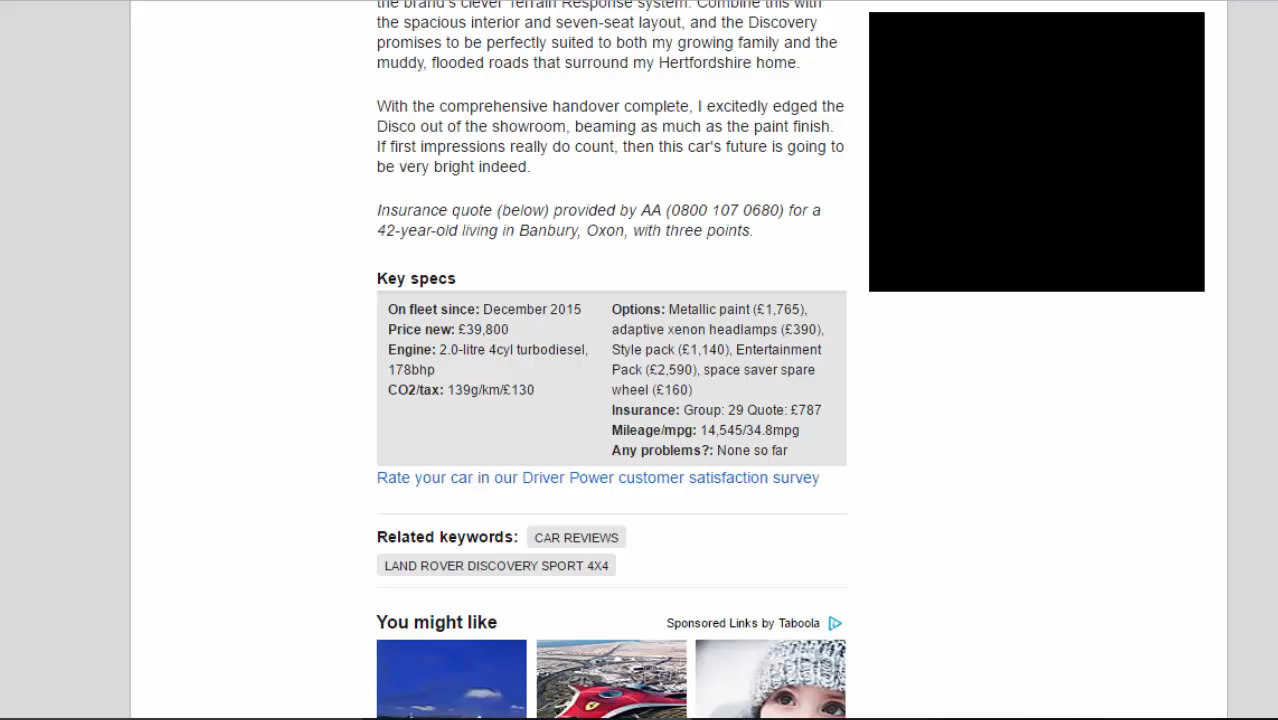 the brand's clever Terrain Response system. Combine this with
the spacious interior and seven-seat layout, and the Discovery
promises to be perfectly suited to both my growing family and the
muddy, flooded roads that surround my Hertfordshire home.
With the comprehensive handover complete, I excitedly edged the
Disco out of the showroom, beaming as much as the paint finish.
If first impressions really do count, then this car's future is going to
be very bright indeed.
Insurance quote (below) provided by AA (0800 107 0680) for a
42-year-old living in Banbury, Oxon, with three points.
Key specs
On fleet since: December 2015
Price new: £39,800
Engine: 2.0-litre 4cyl turbodiesel,
178bhp
CO2/tax: 139g/km/£130
Options: Metallic paint (£1,765),
adaptive xenon headlamps (£390),
Style pack (£1,140), Entertainment
Pack (£2,590), space saver spare
wheel (£160)
Insurance: Group: 29 Quote: £787
Mileage/mpg: 14,545/34.8mpg
Any problems?: None so far
Rate your car in our Driver Power customer satisfaction survey
Related keywords: CAR REVIEWS
LAND ROVER DISCOVERY SPORT 4X4
You might like
Sponsored Links by Taboola